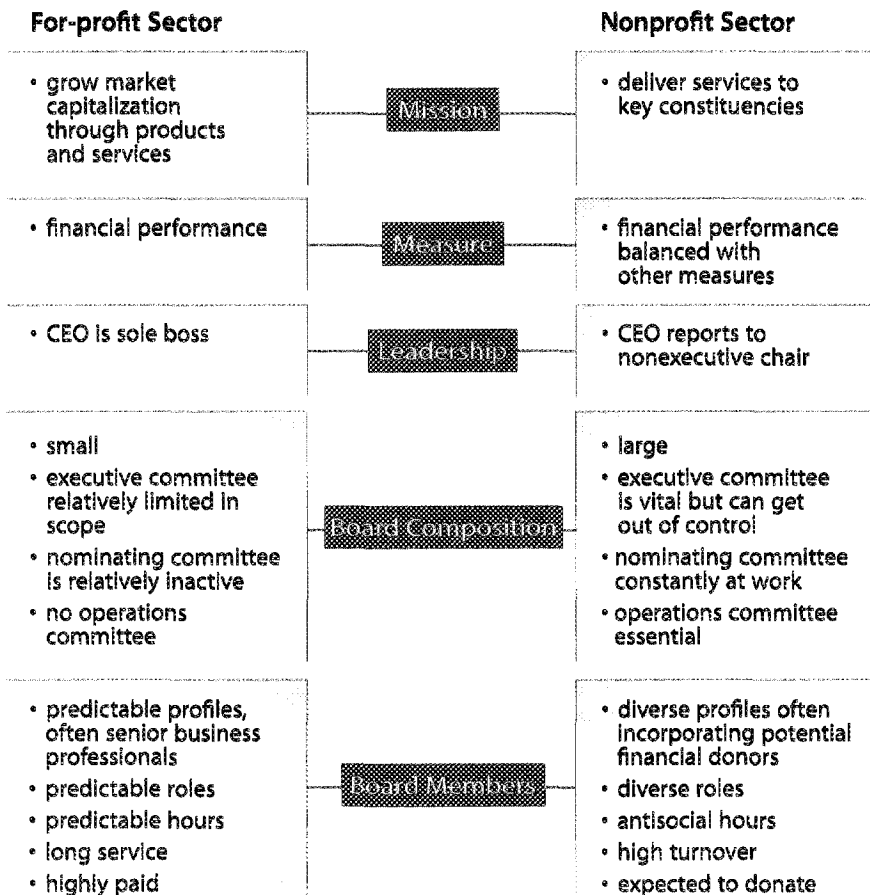 For-profit Sector
Nonprofit Sector
• grow market
capitalization
through products
and services
Mission
• deliver services to
key constituencies
• financial performance
Measure
• financial performance
balanced with
other measures
• CEO is sole boss
Leadership
• CEO reports to
nonexecutive chair
• small
• executive committee
relatively limited in
scope
• nominating committee
is relatively inactive
• no operations
committee
Board Composition
• large
• executive committee
is vital but can get
out of control
• nominating committee
constantly at work
• operations committee
essential
• predictable profiles,
often senior business
professionals
• predictable roles
• predictable hours
• long service
• highly paid
Board Members
• diverse profiles often
incorporating potential
financial donors
• diverse roles
• antisocial hours
• high turnover
• expected to donate